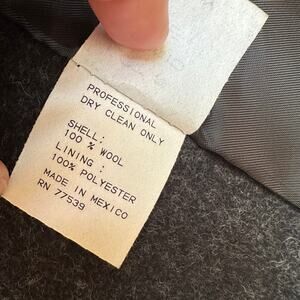 PROFESSIONAL
DRY CLEAN ONLY
SHELL:
100 % WOOL
LINING :
100% POLYESTER
MADE IN MEXICO
RN 77539